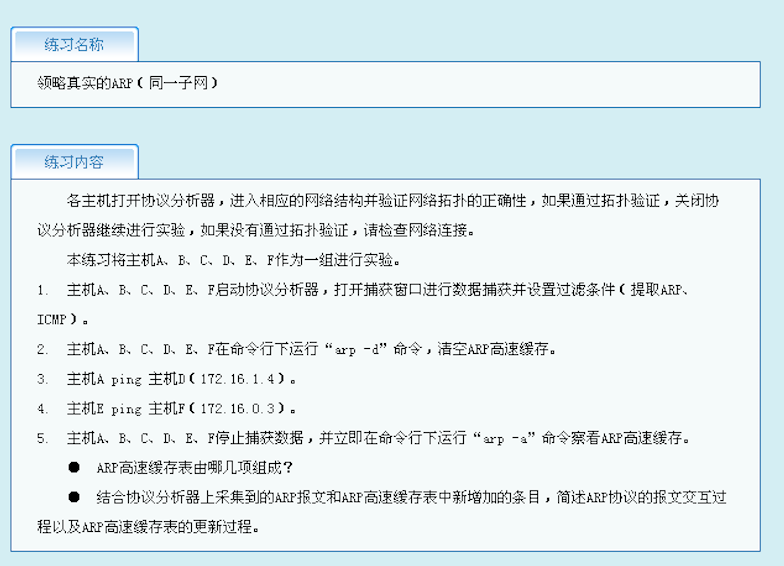 练习名称
领略真实的ARP（同一子网）
练习内容
各主机打开协议分析器，进入相应的网络结构并验证网络拓扑的正确性，如果通过拓扑验证，关闭协
议分析器继续进行实验，如果没有通过拓扑验证，请检查网络连接。
本练习将主机A、B、C、D、E、F作为一组进行实验。
1. 主机A、B、C、D、E、F启动协议分析器，打开捕获窗口进行数据捕获并设置过滤条件（提取ARP、
ICMP）。
2. 主机A、B、C、D、E、F在命令行下运行“arp -d”命令，清空ARP高速缓存。
3. 主机A ping 主机D（172.16.1.4）。
4. 主机E ping 主机F（172.16.0.3）。
5. 主机A、B、C、D、E、F停止捕获数据，并立即在命令行下运行“arp -a”命令察看ARP高速缓存。
● ARP高速缓存表由哪几项组成？
● 结合协议分析器上采集到的ARP报文和ARP高速缓存表中新增加的条目，简述ARP协议的报文交互过
程以及ARP高速缓存表的更新过程。